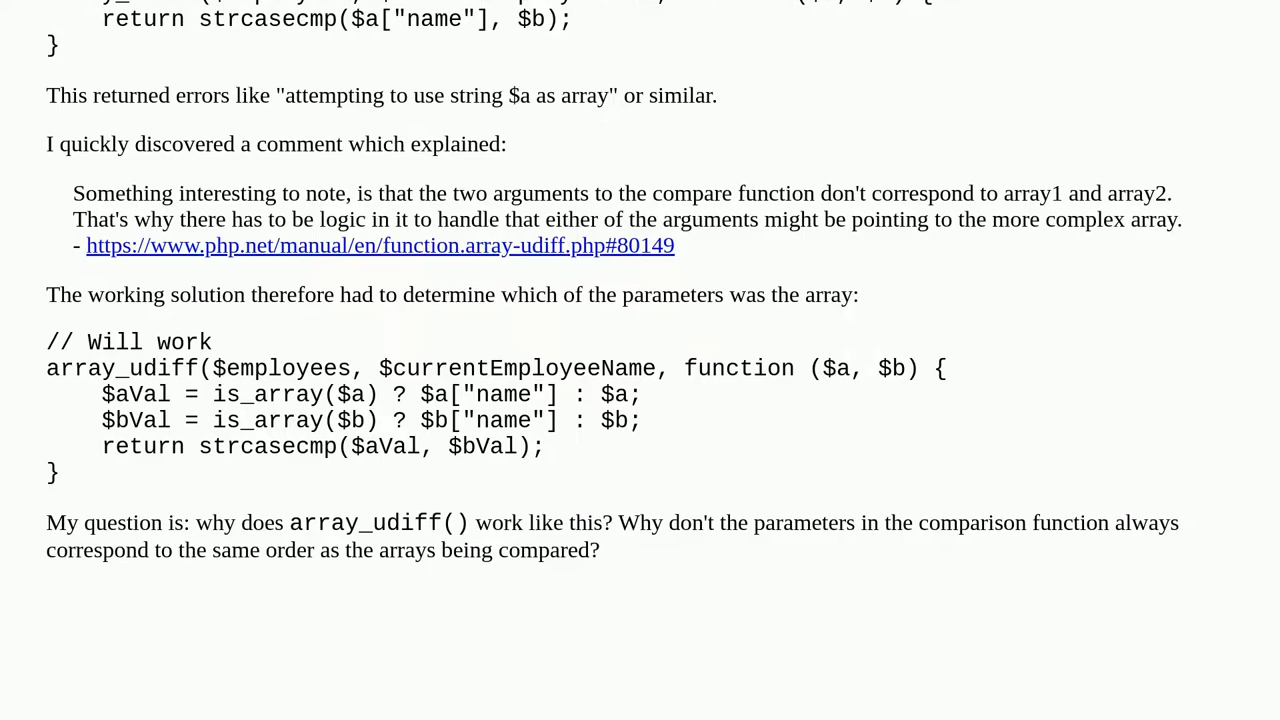 return strcasecmp($a["name"], $b);
}
This returned errors like "attempting to use string $a as array" or similar.
I quickly discovered a comment which explained:
Something interesting to note, is that the two arguments to the compare function don't correspond to array1 and array2.
That's why there has to be logic in it to handle that either of the arguments might be pointing to the more complex array.
- https://www.php.net/manual/en/function.array-udiff.php#80149
The working solution therefore had to determine which of the parameters was the array:
// Will work
array_udiff($employees, $currentEmployeeName, function ($a, $b) {
    $aVal = is_array($a) ? $a["name"] : $a;
    $bVal = is_array($b) ? $b["name"] : $b;
    return strcasecmp($aVal, $bVal);
}
My question is: why does array_udiff() work like this? Why don't the parameters in the comparison function always
correspond to the same order as the arrays being compared?